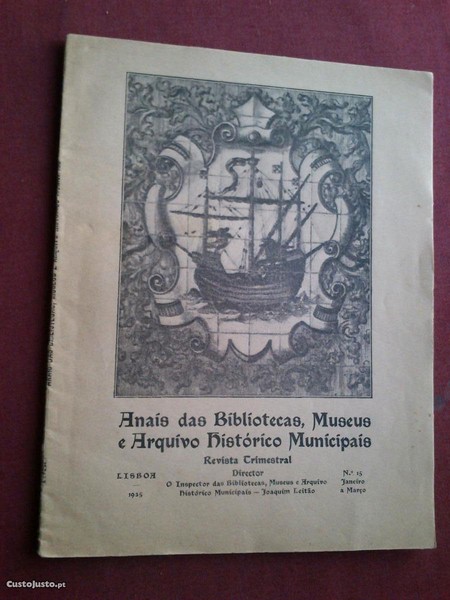 Anais das Bibliotecas, Museus
e Arquivo Histórico Municipais
Revista Trimestral
LISBOA
1935
Director
O Inspector das Bibliotecas, Museus e Arquivo
Histórico Municipais — Joaquim Leitão
N.º 15
Janeiro
a Março
CustoJusto.pt